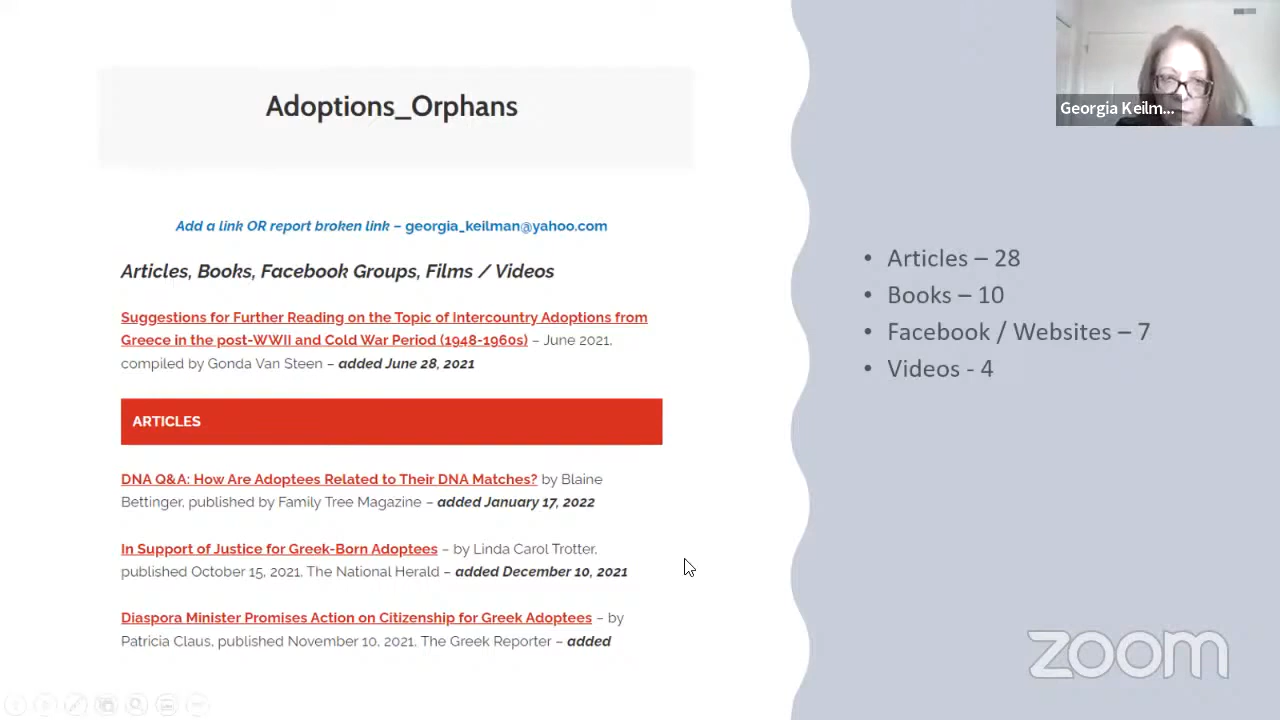 Adoptions_Orphans
Add a link OR report broken link – georgia_keilman@yahoo.com
Articles, Books, Facebook Groups, Films / Videos
Suggestions for Further Reading on the Topic of Intercountry Adoptions from
Greece in the post-WWII and Cold War Period (1948-1960s) – June 2021,
compiled by Gonda Van Steen – added June 28, 2021
ARTICLES
DNA Q&A: How Are Adoptees Related to Their DNA Matches? by Blaine
Bettinger, published by Family Tree Magazine – added January 17, 2022
In Support of Justice for Greek-Born Adoptees – by Linda Carol Trotter,
published October 15, 2021, The National Herald – added December 10, 2021
Diaspora Minister Promises Action on Citizenship for Greek Adoptees – by
Patricia Claus, published November 10, 2021, The Greek Reporter – added
Georgia Keilm...
• Articles – 28
• Books – 10
• Facebook / Websites – 7
• Videos - 4
zoom